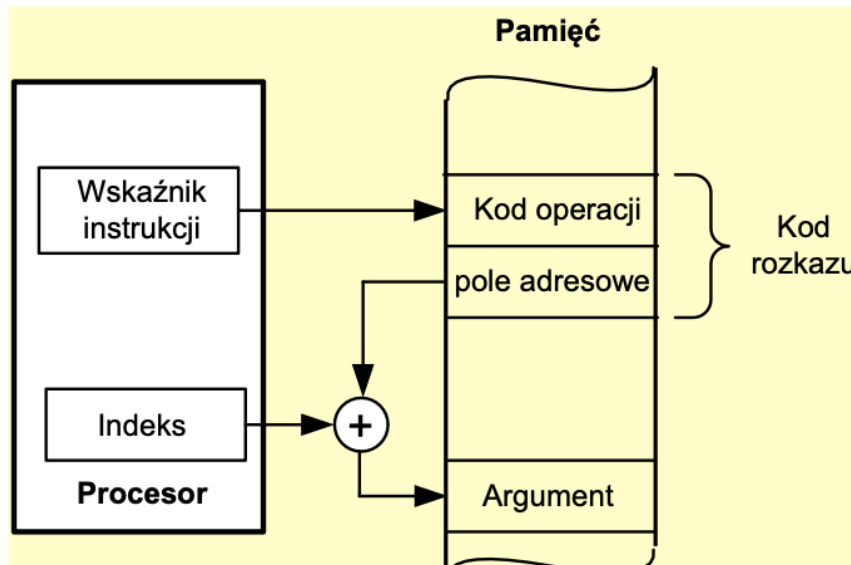 Pamięć
Wskaźnik
instrukcji
Kod operacji
pole adresowe
Kod
rozkazu
Indeks
+
Procesor
Argument